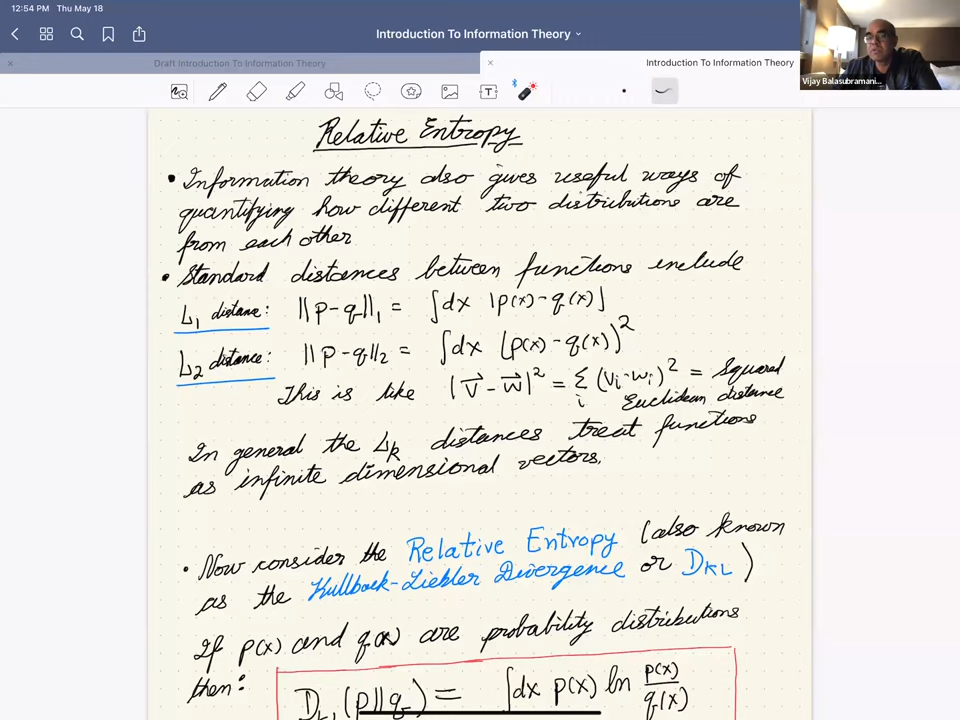 12:54 PM Thu May 18
Introduction To Information Theory
Draft Introduction To Information Theory
Introduction To Information Theory
Vijay Balasubramani...
Relative Entropy
• Information theory also gives useful ways of
quantifying how different two distributions are
from each other
• Standard distances between functions include
L₁ distance: ||p-q||₁ = ∫dx |p(x)-q(x)|
L₂ distance: ||p-q||₂ = ∫dx (p(x)-q(x))²
This is like |v⃗-w⃗|² = Σᵢ (vᵢ-wᵢ)² = Squared
Euclidean distance
In general the Lₖ distances treat functions
as infinite dimensional vectors.
• Now consider the Relative Entropy (also known
as the Kullback-Liebler Divergence or D_KL)
If p(x) and q(x) are probability distributions
then: D_KL(p||q) = ∫dx p(x) ln p(x)/q(x)